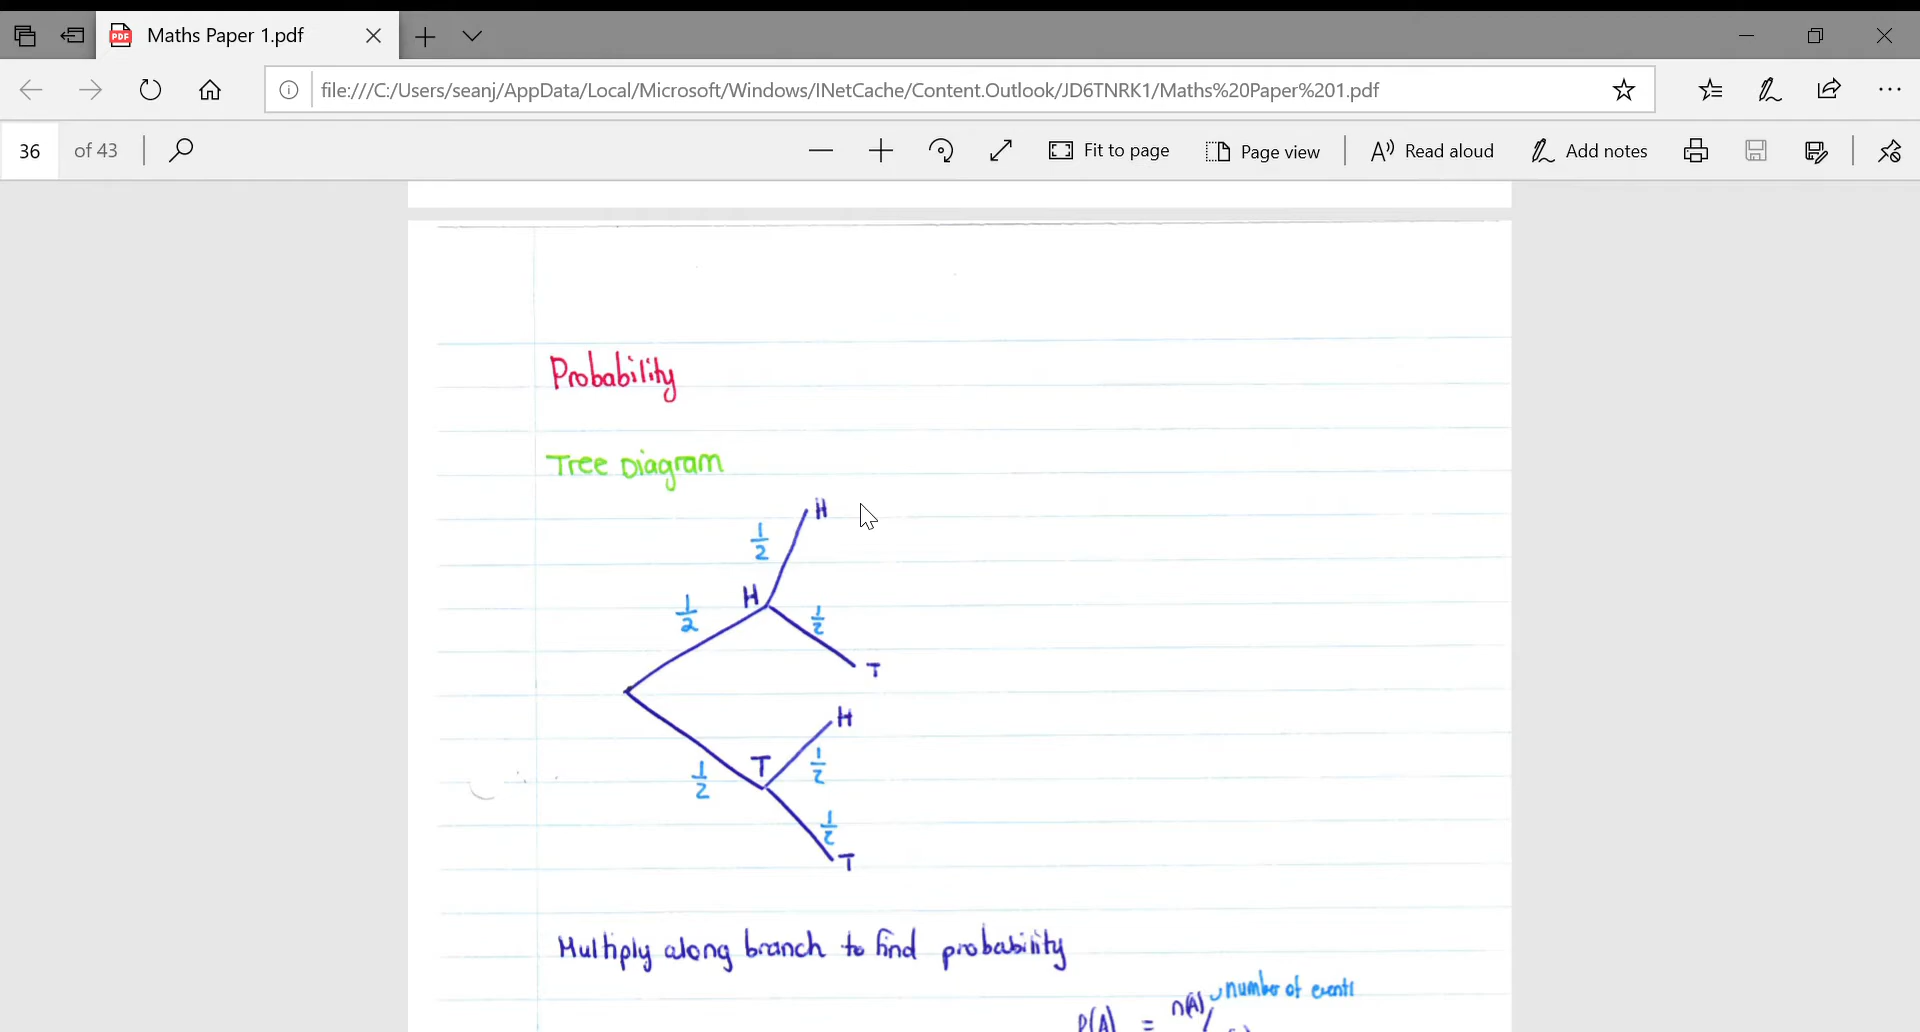 Maths Paper 1.pdf
file:///C:/Users/seanj/AppData/Local/Microsoft/Windows/INetCache/Content.Outlook/JD6TNRK1/Maths%20Paper%201.pdf
36 of 43 Fit to page Page view Read aloud Add notes
Probability
Tree Diagram
H
1/2
H
1/2 1/2
T
H
T 1/2
1/2
1/2
T
Multiply along branch to find probability
number of events
P(A) = n(A)/